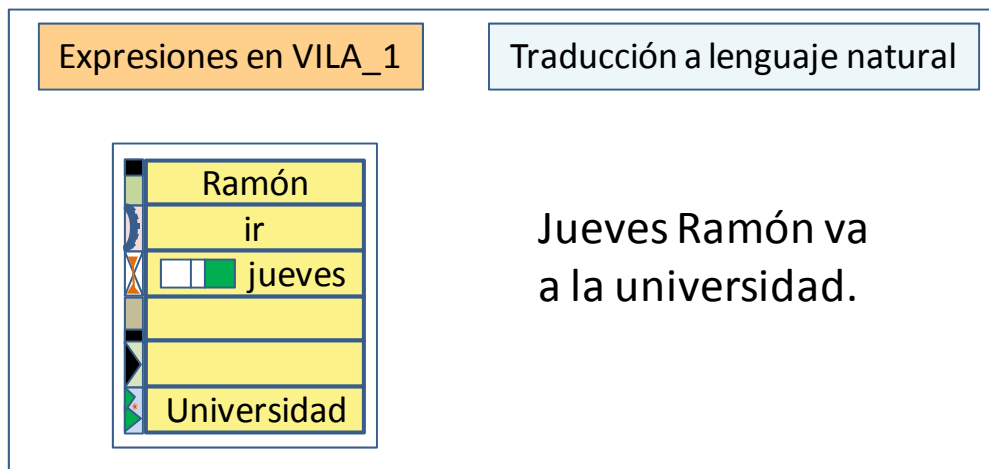 Expresiones en VILA_1
Traducción a lenguaje natural
Ramón
ir
jueves
Universidad
Jueves Ramón va
a la universidad.